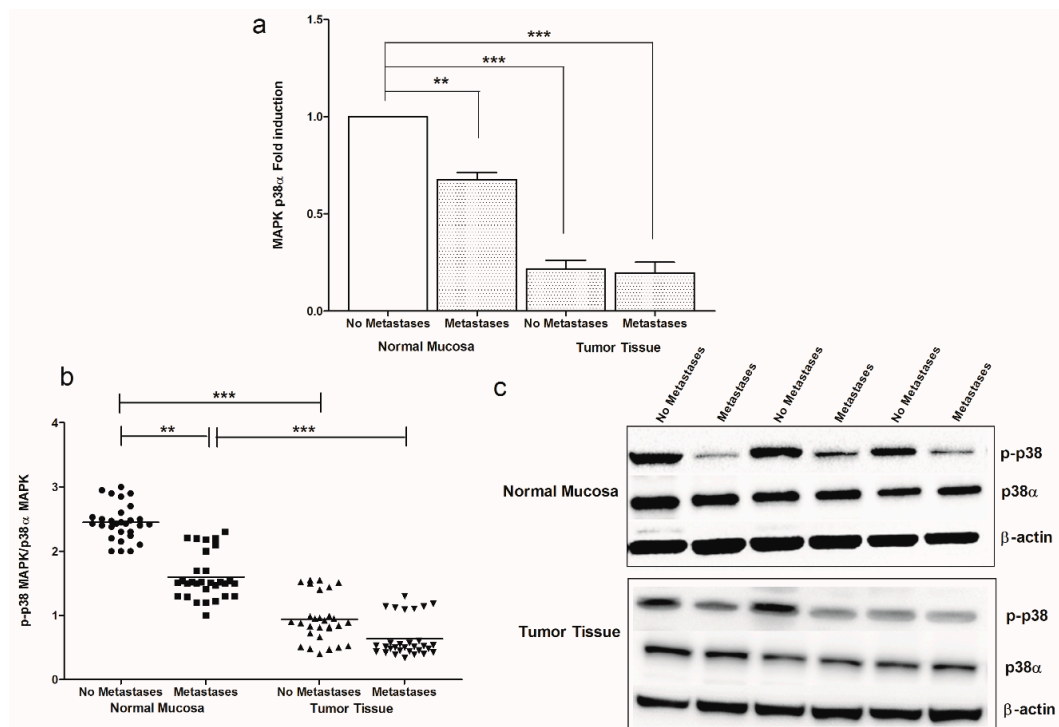 a
1.5
1.0
0.5
0.0
MAPK p38α Fold induction
***
***
**
No Metastases Metastases No Metastases Metastases
Normal Mucosa Tumor Tissue
b
4
3
2
1
0
p-p38 MAPK/p38α MAPK
***
** ***
No Metastases Metastases No Metastases Metastases
Normal Mucosa Tumor Tissue
c
No Metastases Metastases No Metastases Metastases No Metastases Metastases
Normal Mucosa
p-p38
p38α
β-actin
Tumor Tissue
p-p38
p38α
β-actin